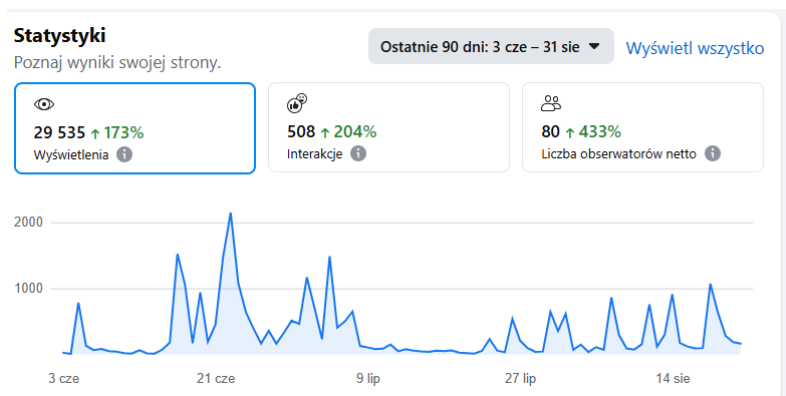 Statystyki
Poznaj wyniki swojej strony.
Ostatnie 90 dni: 3 cze – 31 sie
Wyświetl wszystko
29 535 ↑ 173%
Wyświetlenia
508 ↑ 204%
Interakcje
80 ↑ 433%
Liczba obserwatorów netto
2000
1000
3 cze
21 cze
9 lip
27 lip
14 sie